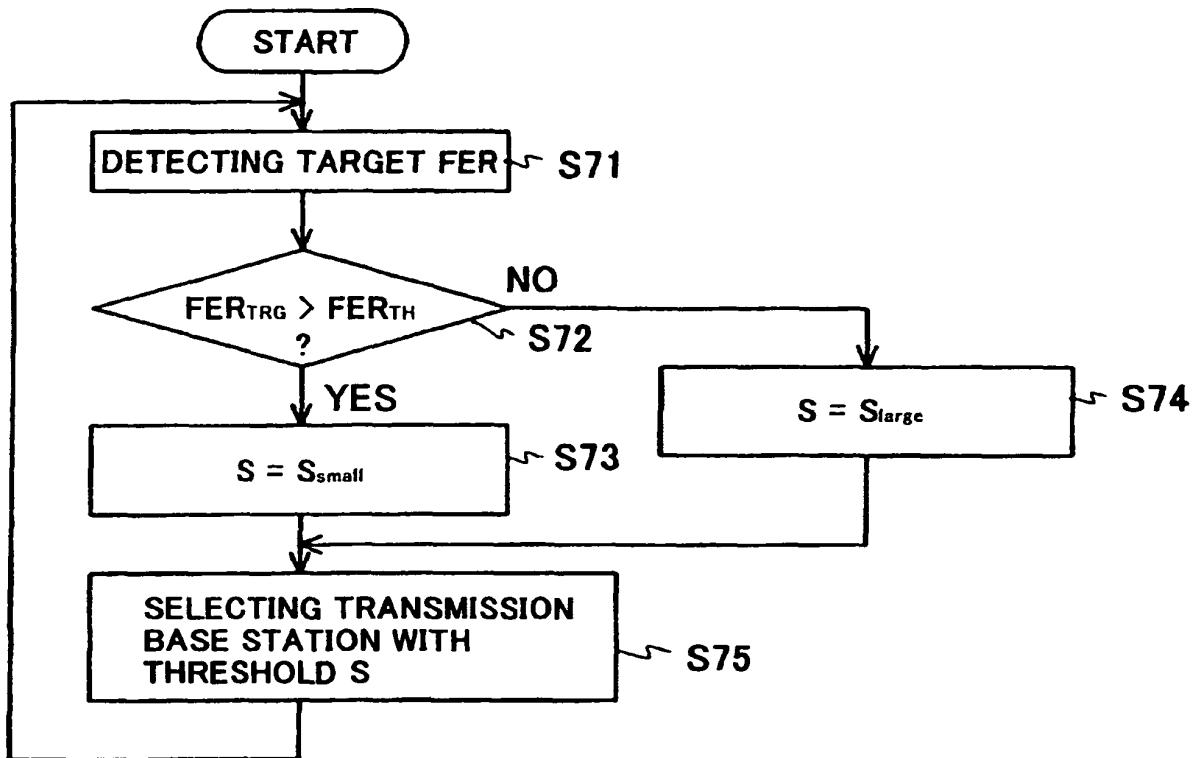 START
DETECTING TARGET FER
S71
NO
FERTRG > FERTH
?
S72
YES
S = Slarge
S74
S = Ssmall
S73
SELECTING TRANSMISSION
BASE STATION WITH
THRESHOLD S
S75